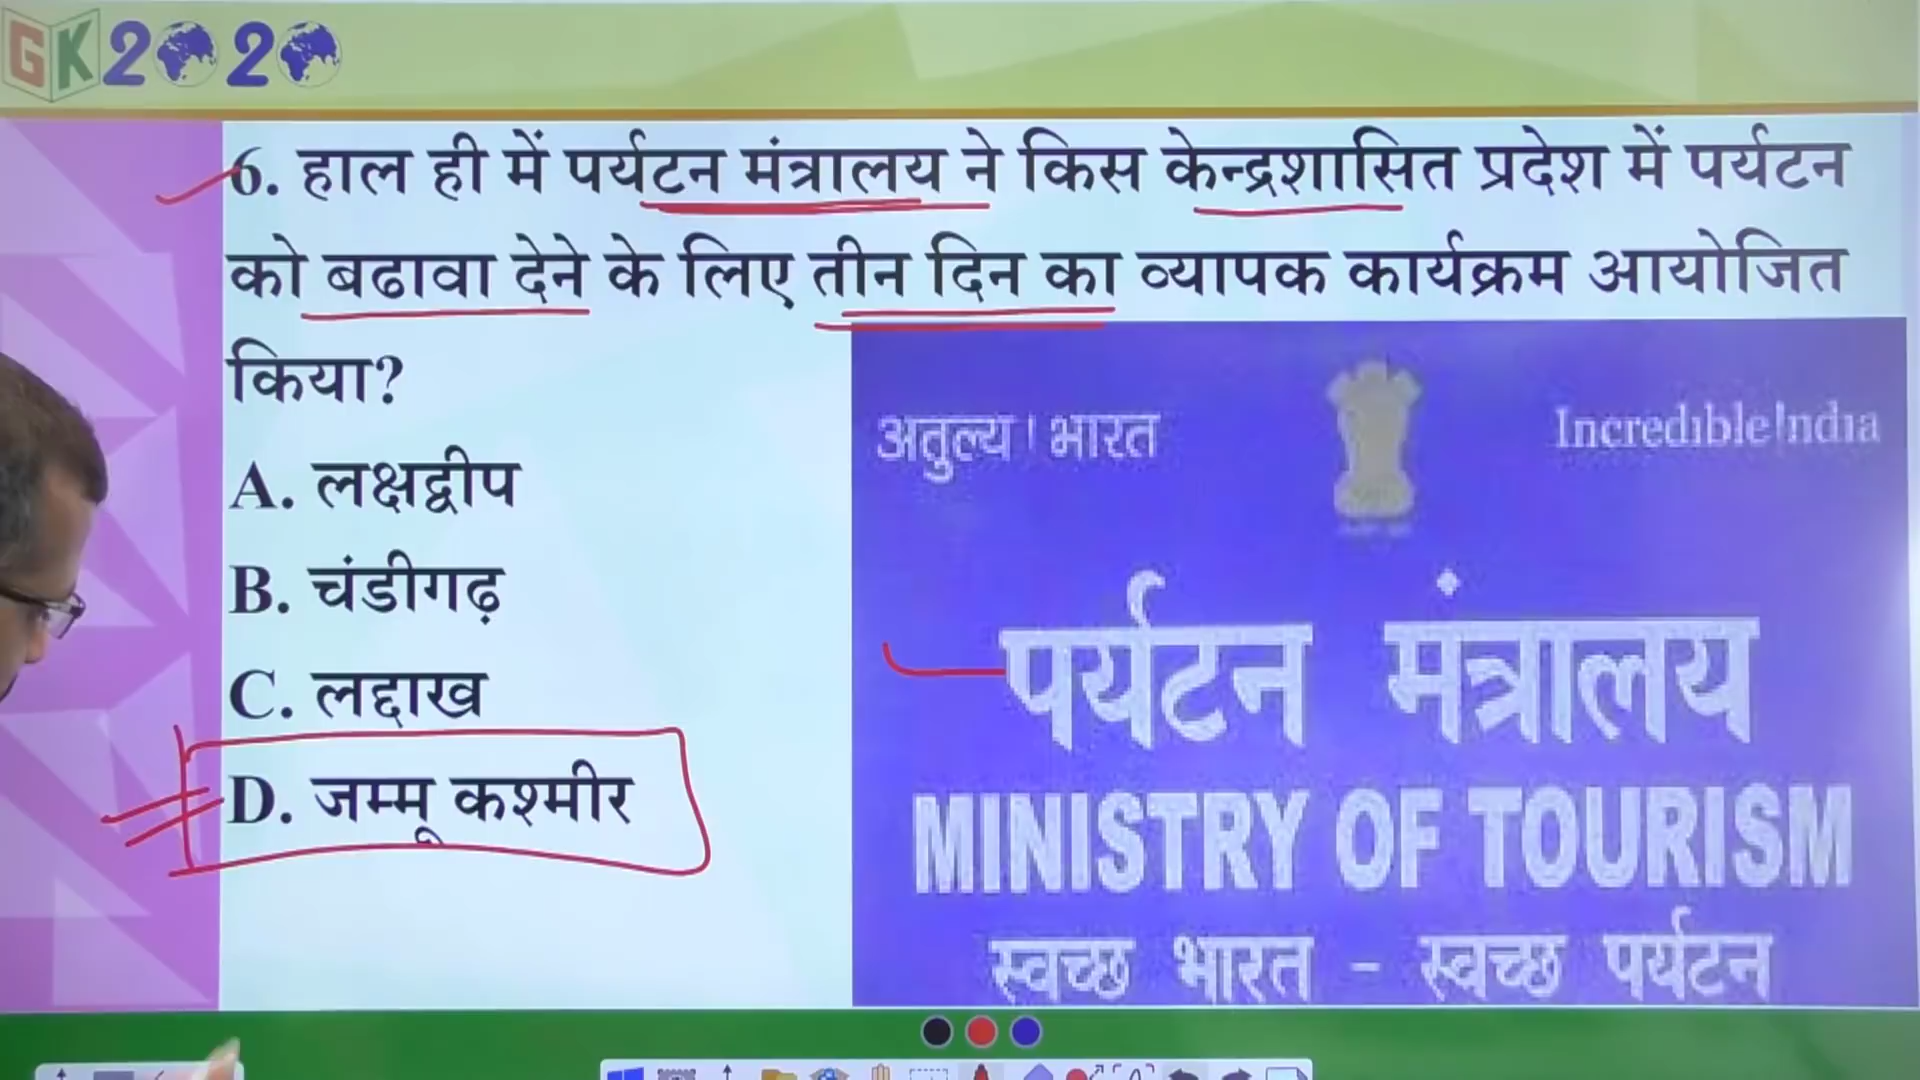 GK2020
6. हाल ही में पर्यटन मंत्रालय ने किस केन्द्रशासित प्रदेश में पर्यटन
को बढावा देने के लिए तीन दिन का व्यापक कार्यक्रम आयोजित
किया?
A. लक्षद्वीप
B. चंडीगढ़
C. लद्दाख
D. जम्मू कश्मीर
अतुल्य ! भारत
Incredible!ndia
पर्यटन मंत्रालय
MINISTRY OF TOURISM
स्वच्छ भारत - स्वच्छ पर्यटन